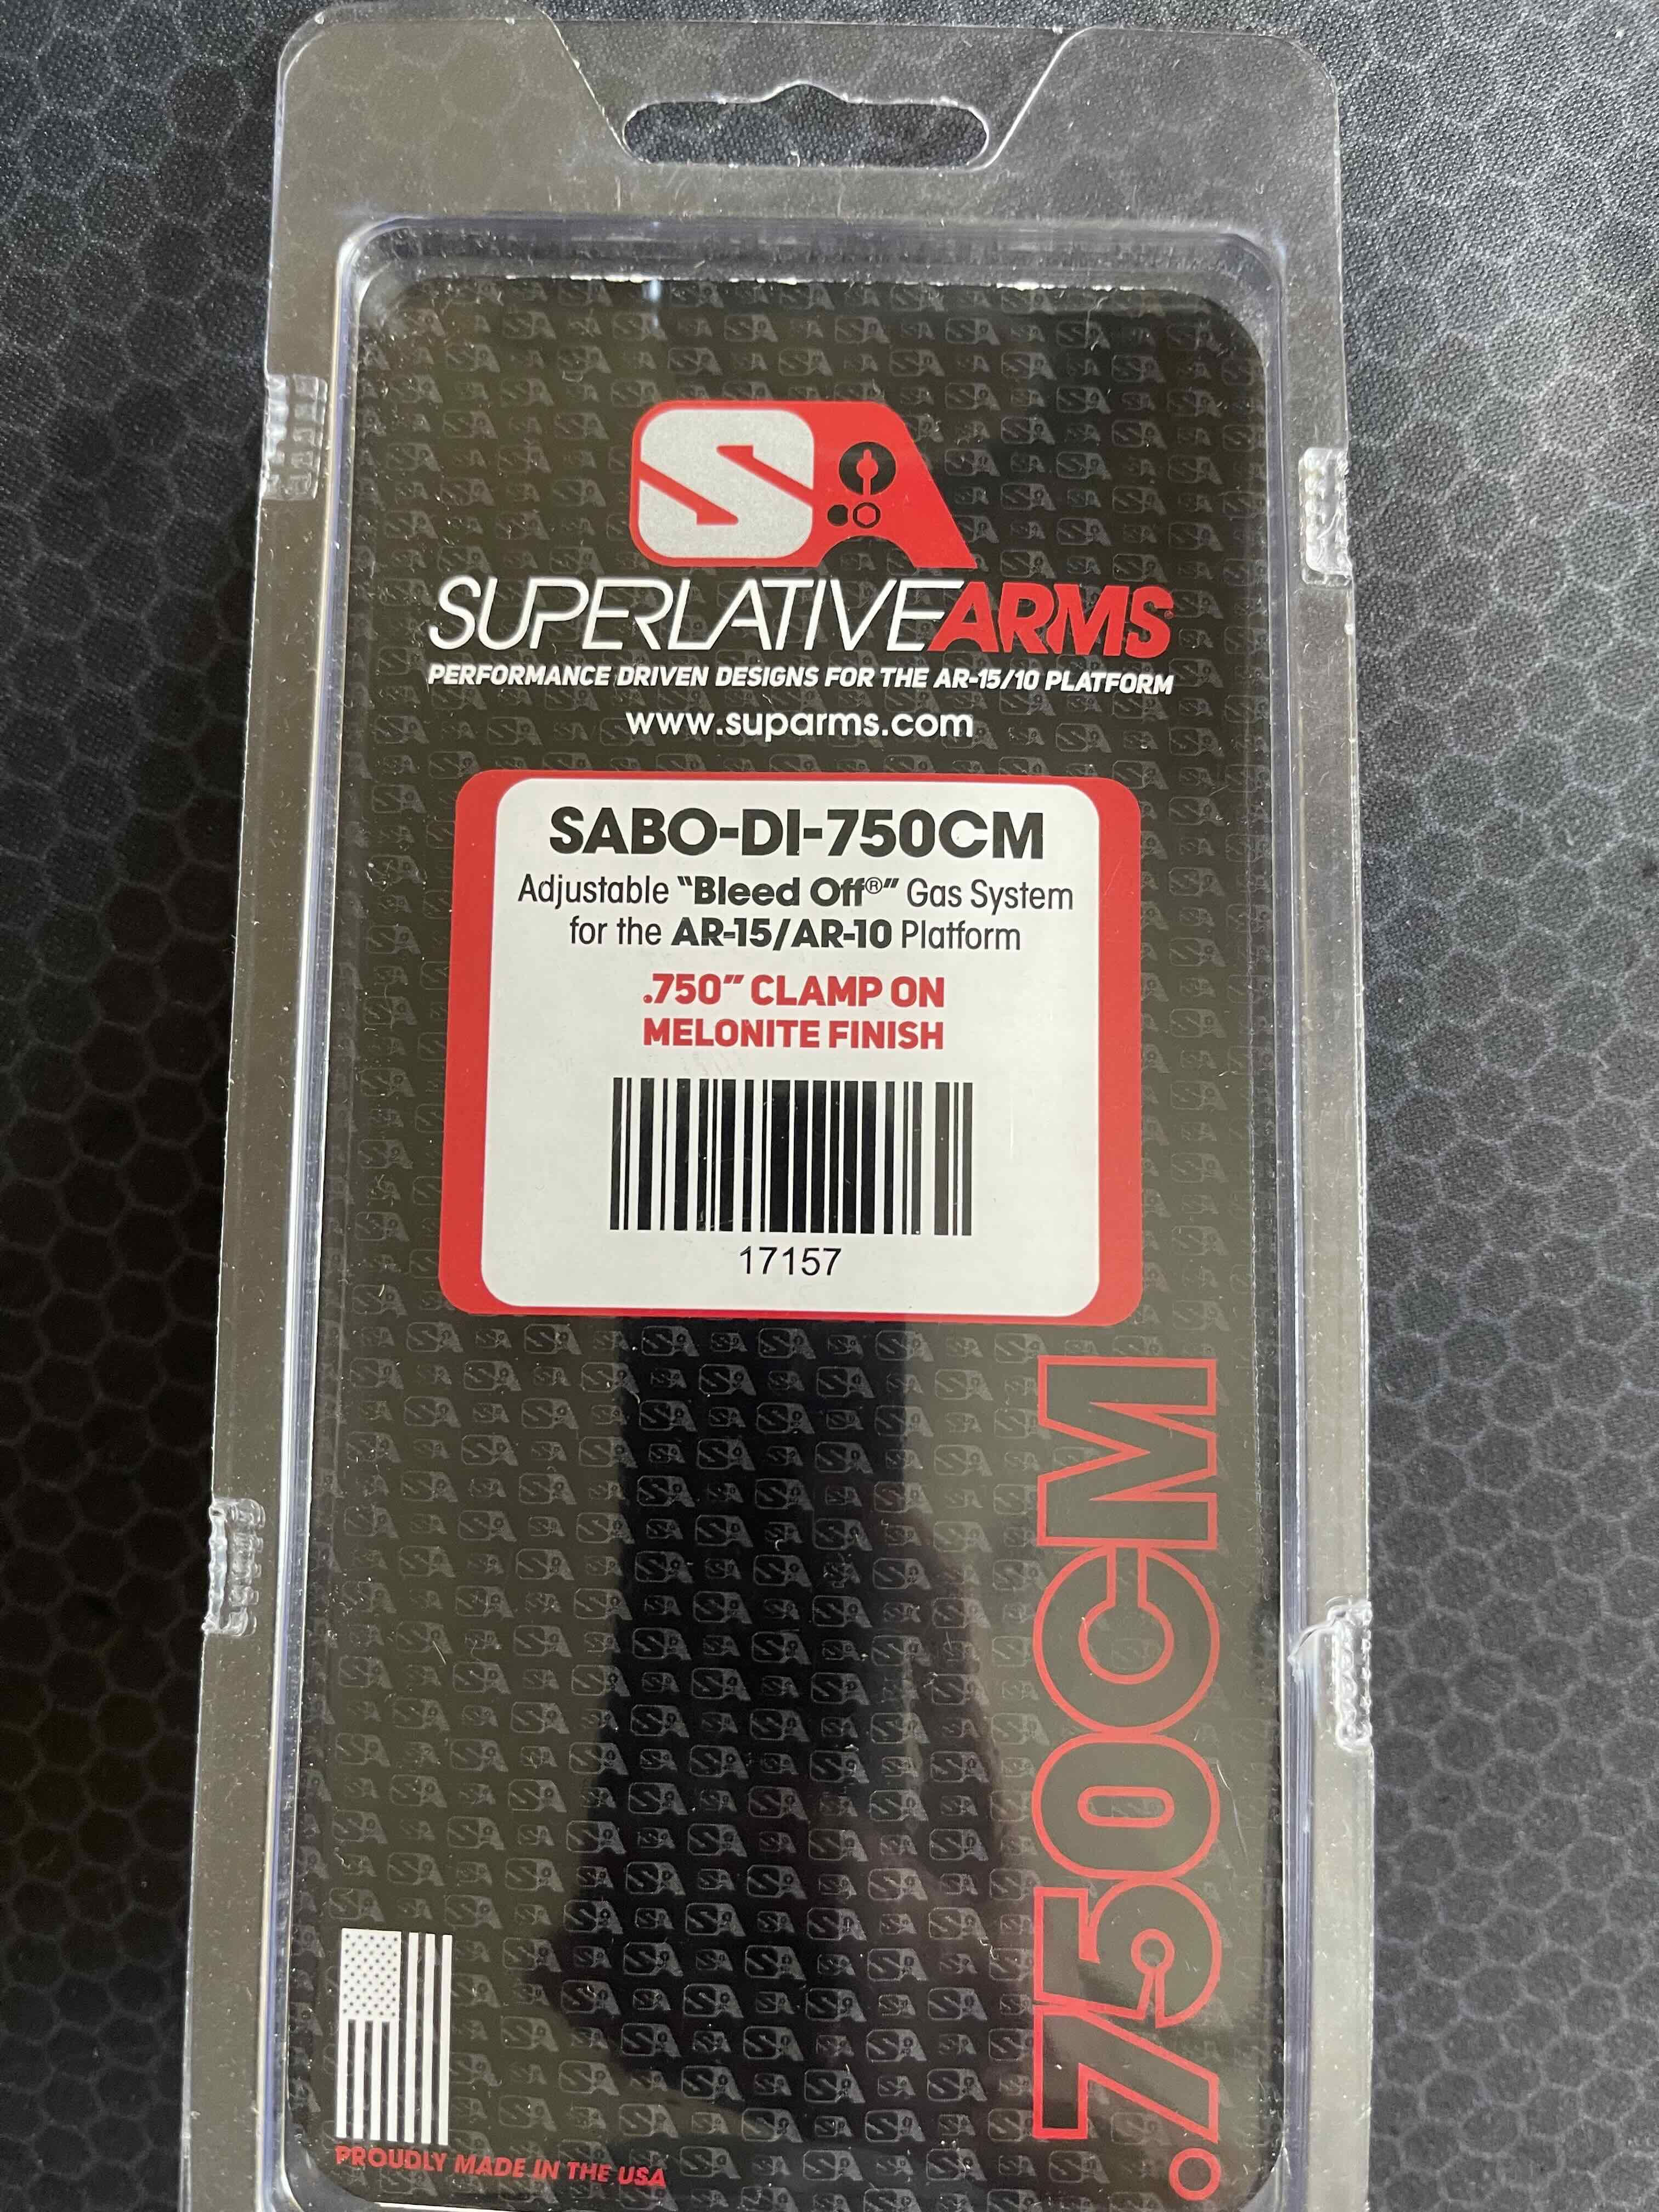 SA
SUPERLATIVEARMS
PERFORMANCE DRIVEN DESIGNS FOR THE AR-15/10 PLATFORM
www.suparms.com
SABO-DI-750CM
Adjustable "Bleed Off®" Gas System
for the AR-15/AR-10 Platform
.750" CLAMP ON
MELONITE FINISH
17157
.750CM
PROUDLY MADE IN THE USA